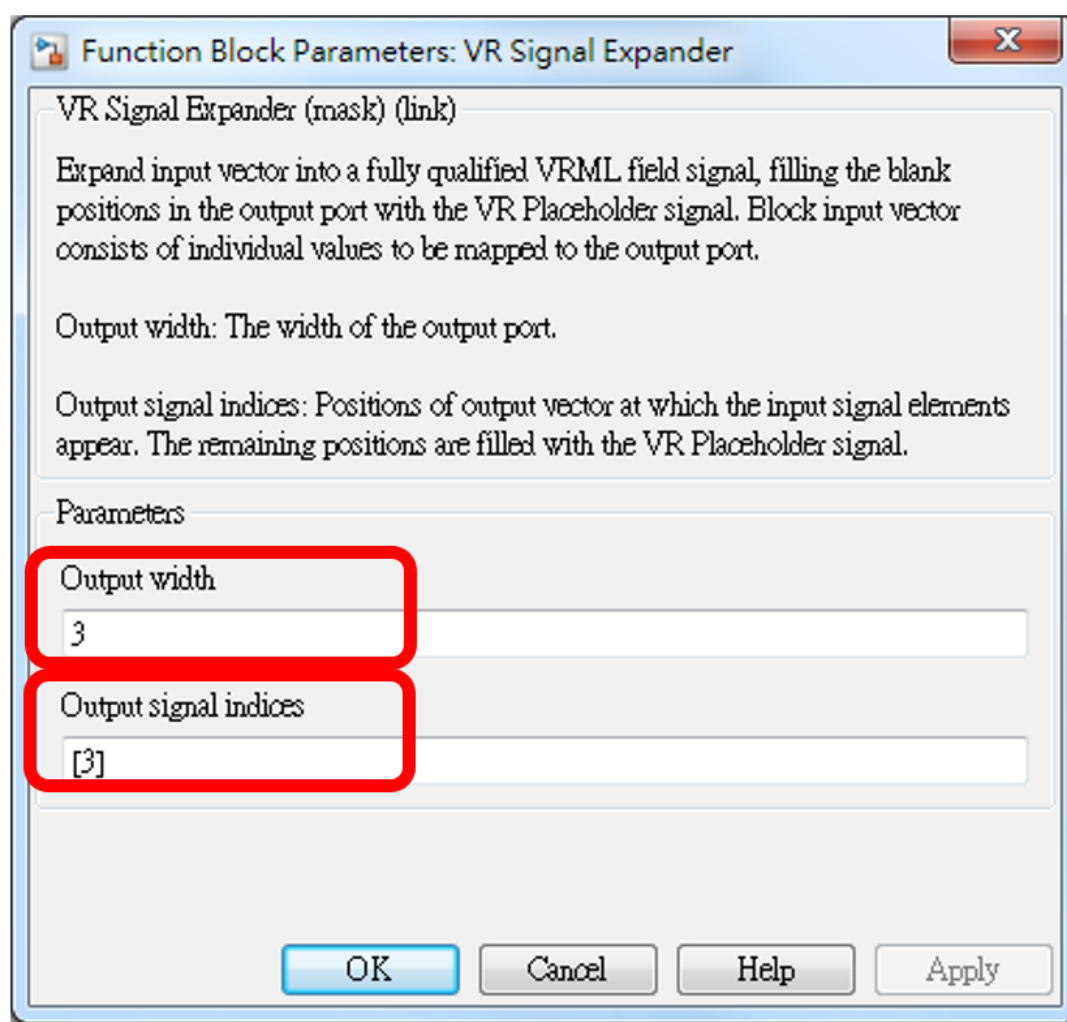 Function Block Parameters: VR Signal Expander
VR Signal Expander (mask) (link)
Expand input vector into a fully qualified VRML field signal, filling the blank
positions in the output port with the VR Placeholder signal. Block input vector
consists of individual values to be mapped to the output port.
Output width: The width of the output port.
Output signal indices: Positions of output vector at which the input signal elements
appear. The remaining positions are filled with the VR Placeholder signal.
Parameters
Output width
3
Output signal indices
[3]
OK Cancel Help Apply